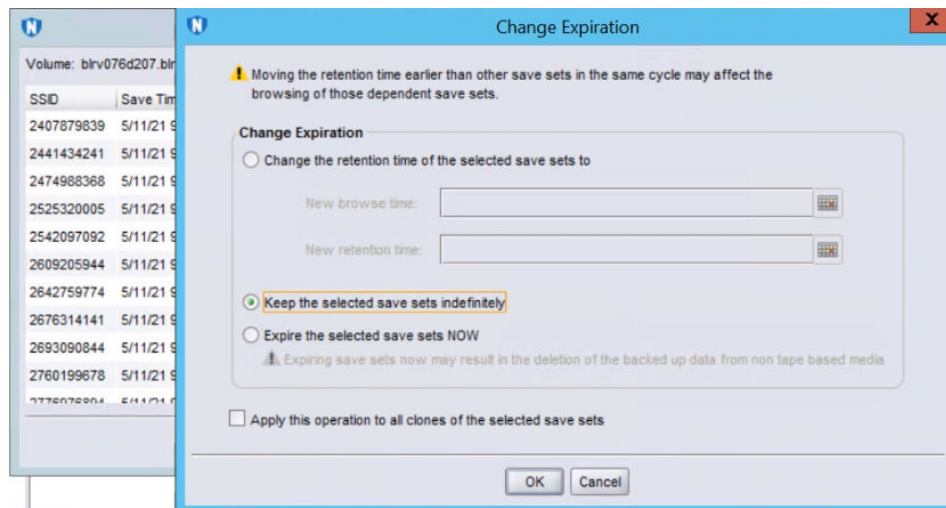 N
N
Change Expiration
X
Volume: blrv076d207.blr
SSID Save Tim
2407879839 5/11/21 9
2441434241 5/11/21 9
2474988368 5/11/21 9
2525320005 5/11/21 9
2542097092 5/11/21 9
2609205944 5/11/21 9
2642759774 5/11/21 9
2676314141 5/11/21 9
2693090844 5/11/21 9
2760199678 5/11/21 9
Moving the retention time earlier than other save sets in the same cycle may affect the
browsing of those dependent save sets.
Change Expiration
Change the retention time of the selected save sets to
New browse time:
New retention time:
Keep the selected save sets indefinitely
Expire the selected save sets NOW
Expiring save sets now may result in the deletion of the backed up data from non tape based media
Apply this operation to all clones of the selected save sets
OK Cancel